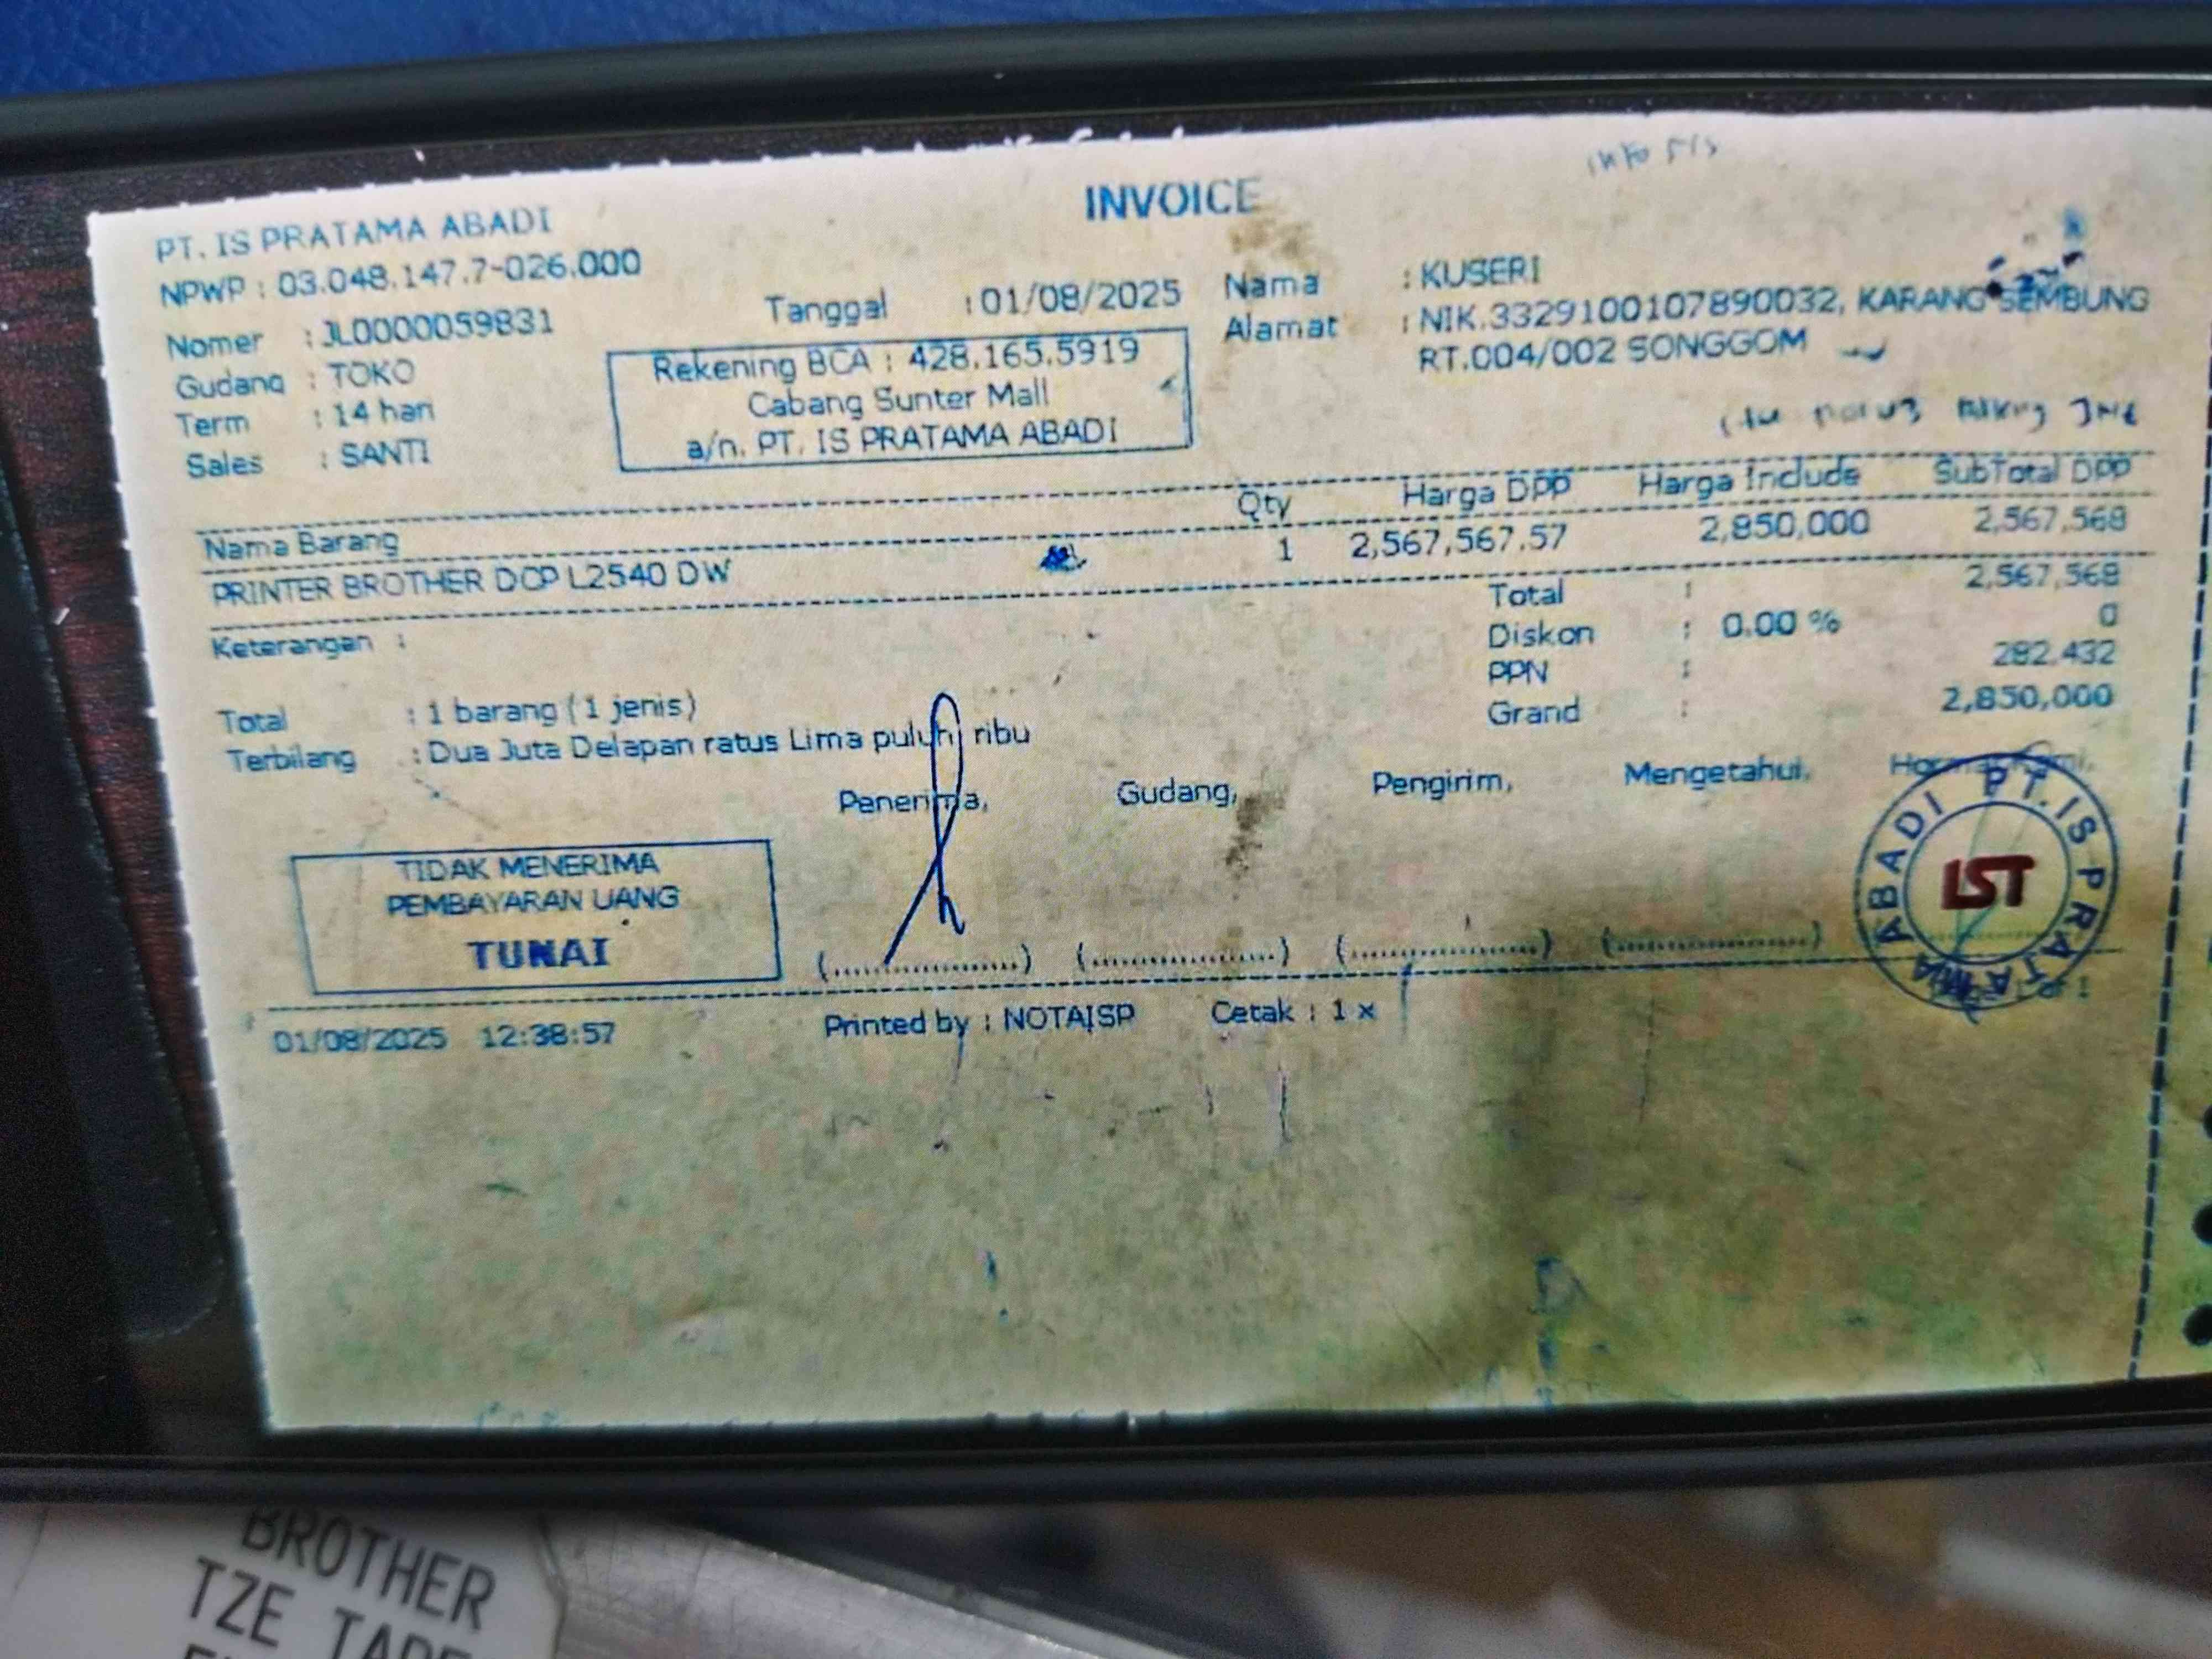 INVOICE
PT. IS PRATAMA ABADI
NPWP : 03.048.147.7-026.000
Nomer : JL0000059831
Gudang : TOKO
Term : 14 hari
Sales : SANTI
Tanggal : 01/08/2025
Rekening BCA : 428.165.5919
Cabang Sunter Mall
a/n. PT. IS PRATAMA ABADI
Nama : KUSERI
Alamat : NIK.3329100107890032, KARANG SEMBUNG
RT.004/002 SONGGOM
Nama Barang Qty Harga DPP Harga Include SubTotal DPP
PRINTER BROTHER DCP L2540 DW 1 2,567,567.57 2,850,000 2,567,568
Keterangan :
Total : 2,567,568
Diskon : 0.00 % 0
PPN : 282.432
Grand : 2,850,000
Total : 1 barang ( 1 jenis )
Terbilang : Dua Juta Delapan ratus Lima puluh ribu
Penerima, Gudang, Pengirim, Mengetahui,
TIDAK MENERIMA
PEMBAYARAN UANG
TUNAI
(....................) (....................) (....................) (....................)
PT. IS PRATAMA ABADI
IST
01/08/2025 12:38:57 Printed by : NOTAISP Cetak : 1 x
BROTHER
TZE TAPE